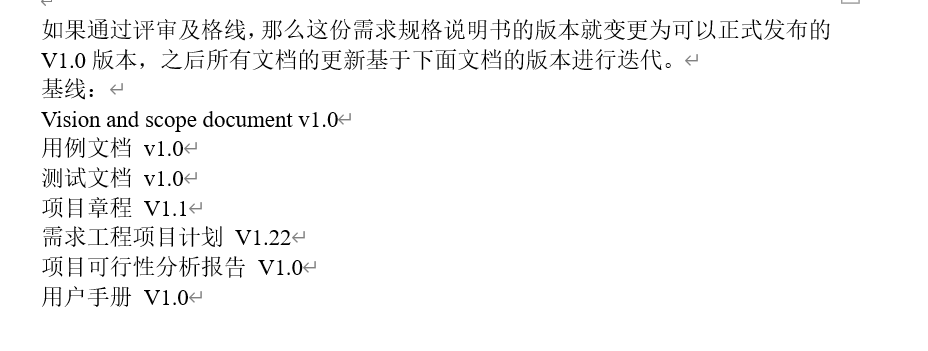 如果通过评审及格线，那么这份需求规格说明书的版本就变更为可以正式发布的
V1.0 版本，之后所有文档的更新基于下面文档的版本进行迭代。
基线：
Vision and scope document v1.0
用例文档 v1.0
测试文档 v1.0
项目章程 V1.1
需求工程项目计划 V1.22
项目可行性分析报告 V1.0
用户手册 V1.0